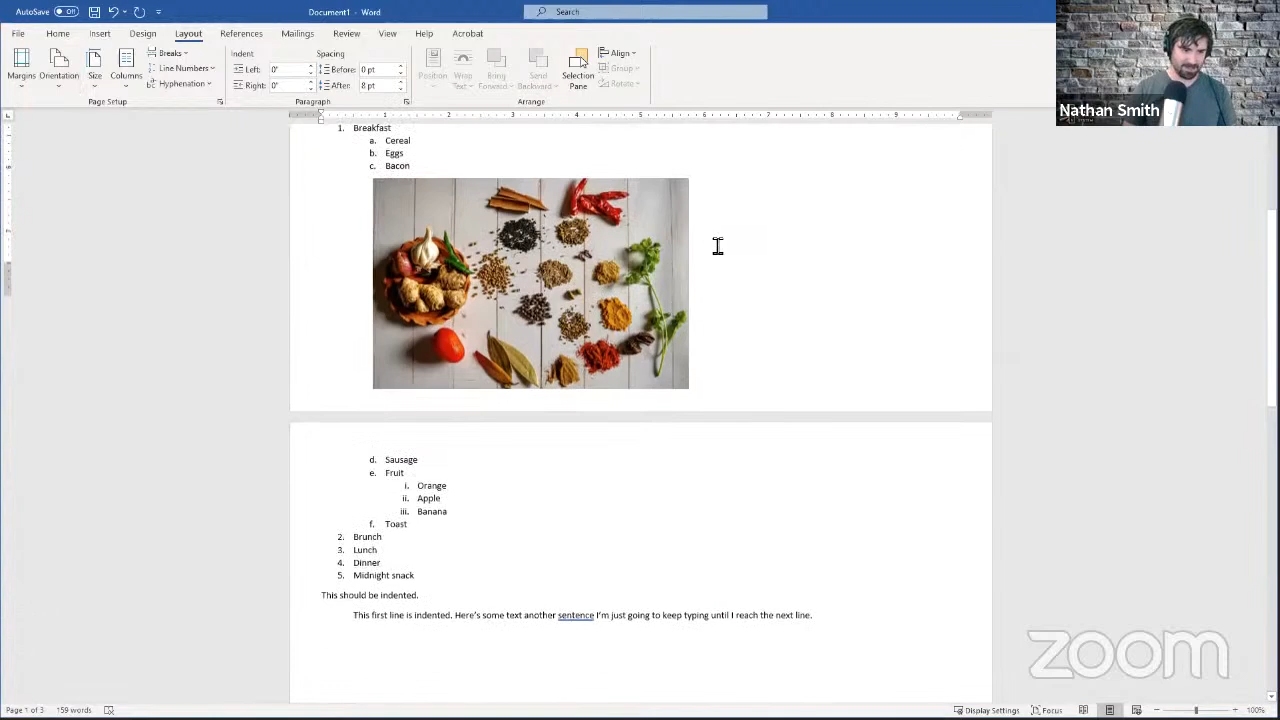 AutoSave Off Document1 - Word Search
File Home Insert Design Layout References Mailings Review View Help Acrobat
Margins Orientation Size Columns
Breaks
Line Numbers
Hyphenation
Page Setup
Indent Spacing
Left: 0" Before: 0 pt
Right: 0" After: 8 pt
Paragraph
Position Wrap Text Bring Forward Send Backward Selection Pane
Align
Group
Rotate
Arrange
Nathan Smith
1. Breakfast
a. Cereal
b. Eggs
c. Bacon
d. Sausage
e. Fruit
i. Orange
ii. Apple
iii. Banana
f. Toast
2. Brunch
3. Lunch
4. Dinner
5. Midnight snack
This should be indented.
This first line is indented. Here's some text another sentence I'm just going to keep typing until I reach the next line.
zoom
Page 1 of 3 159 words Display Settings Focus 100%